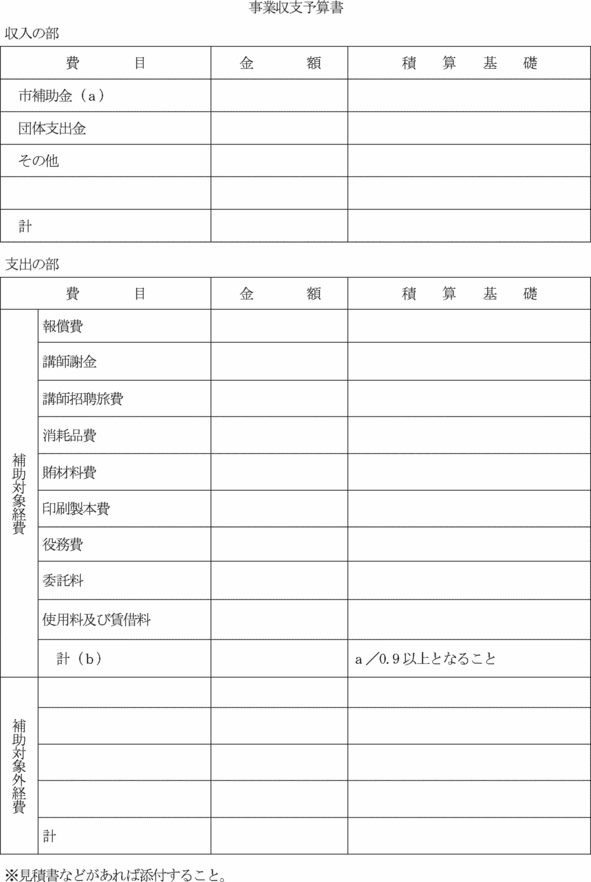 事業収支予算書
収入の部
費　　　目　金　　　額　積　算　基　礎
市補助金（ａ）
団体支出金
その他
計
支出の部
費　　　目　金　　　額　積　算　基　礎
補助対象経費
報償費
講師謝金
講師招聘旅費
消耗品費
賄材料費
印刷製本費
役務費
委託料
使用料及び賃借料
計（ｂ）　ａ／0.9以上となること
補助対象外経費
計
※見積書などがあれば添付すること。